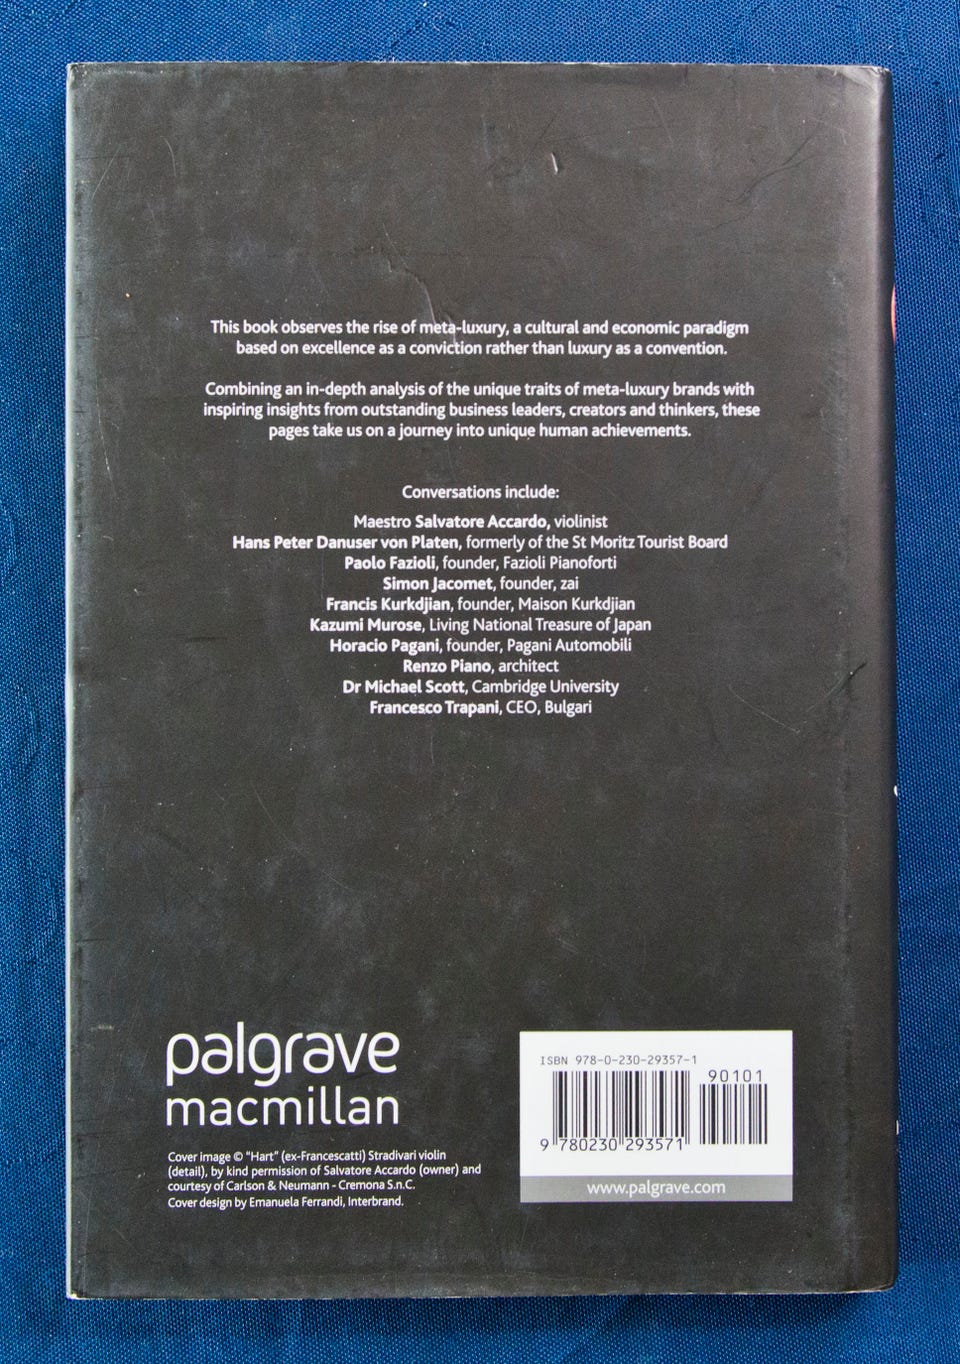 This book observes the rise of meta-luxury, a cultural and economic paradigm
based on excellence as a conviction rather than luxury as a convention.
Combining an in-depth analysis of the unique traits of meta-luxury brands with
inspiring insights from outstanding business leaders, creators and thinkers, these
pages take us on a journey into unique human achievements.
Conversations include:
Maestro Salvatore Accardo, violinist
Hans Peter Danuser von Platen, formerly of the St Moritz Tourist Board
Paolo Fazioli, founder, Fazioli Pianoforti
Simon Jacomet, founder, zai
Francis Kurkdjian, founder, Maison Kurkdjian
Kazumi Murose, Living National Treasure of Japan
Horacio Pagani, founder, Pagani Automobili
Renzo Piano, architect
Dr Michael Scott, Cambridge University
Francesco Trapani, CEO, Bulgari
palgrave
macmillan
Cover image © “Hart” (ex-Francescatti) Stradivari violin
(detail), by kind permission of Salvatore Accardo (owner) and
courtesy of Carlson & Neumann - Cremona S.n.C.
Cover design by Emanuela Ferrandi, Interbrand.
ISBN 978-0-230-29357-1
90101
9 780230 293571
www.palgrave.com